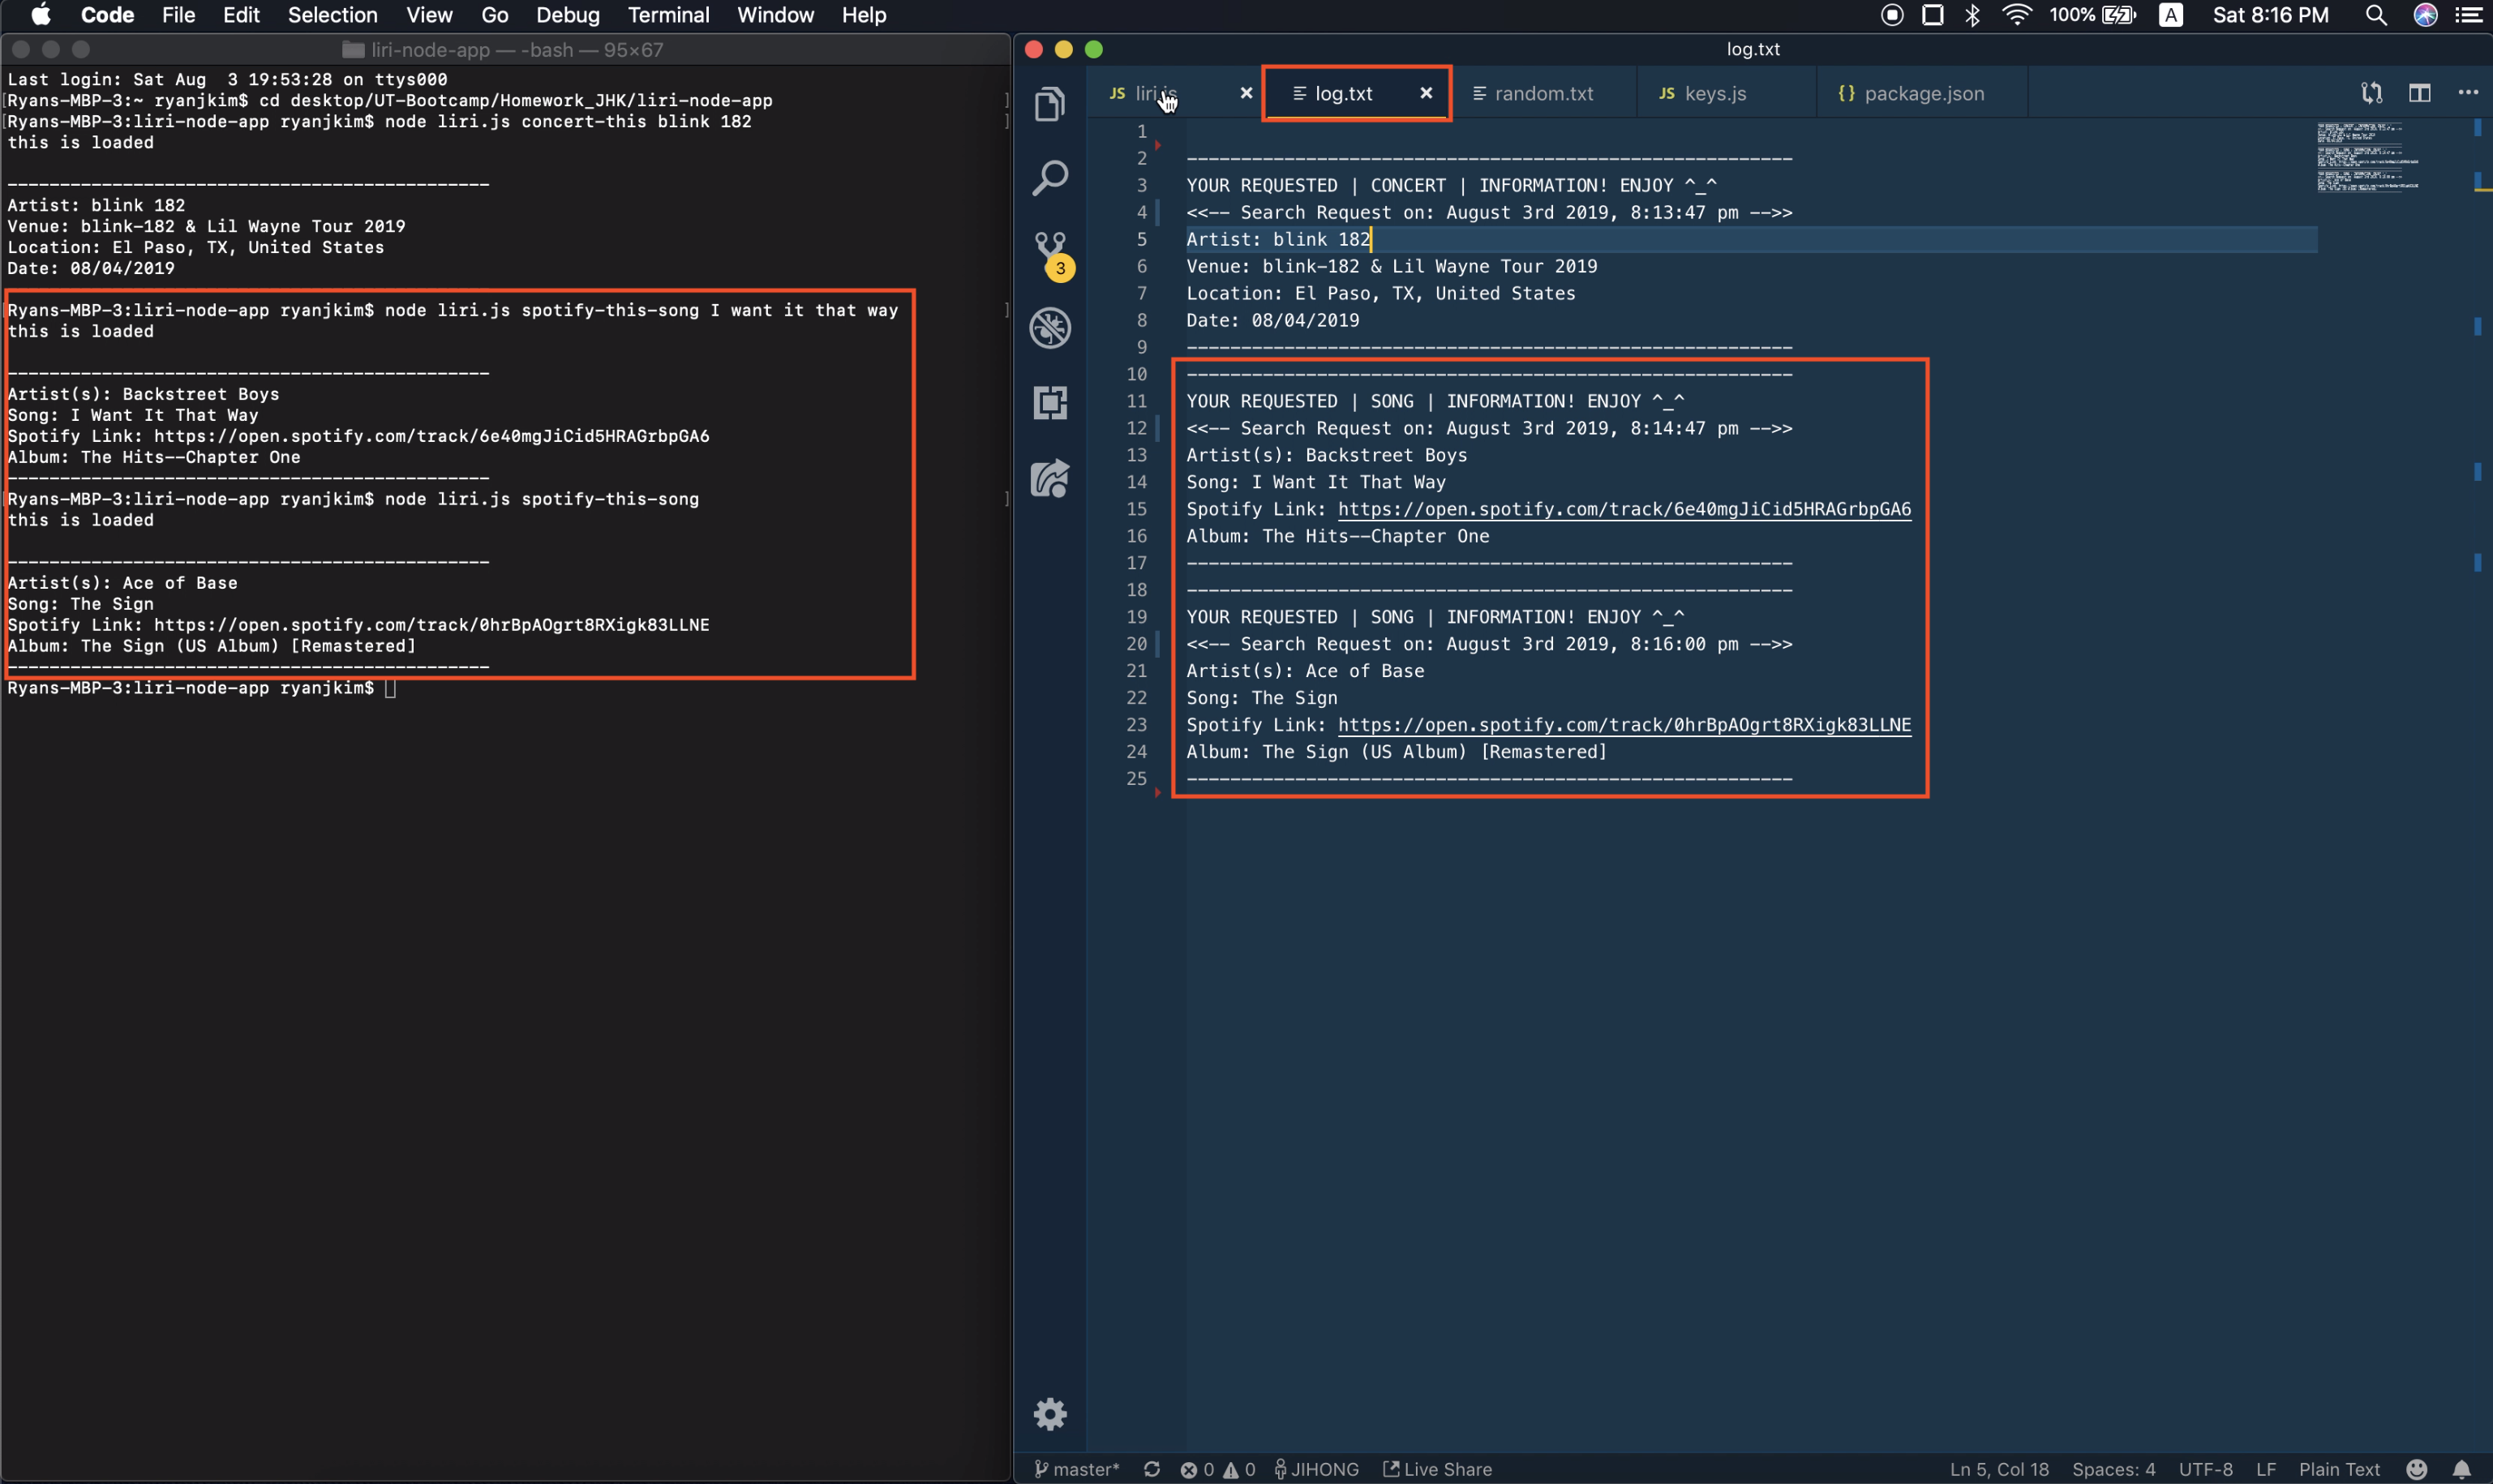 Code File Edit Selection View Go Debug Terminal Window Help
100% A Sat 8:16 PM
liri-node-app — -bash — 95×67
Last login: Sat Aug  3 19:53:28 on ttys000
[Ryans-MBP-3:~ ryanjkim$ cd desktop/UT-Bootcamp/Homework_JHK/liri-node-app ]
[Ryans-MBP-3:liri-node-app ryanjkim$ node liri.js concert-this blink 182 ]
this is loaded
----------------------------------------------
Artist: blink 182
Venue: blink-182 & Lil Wayne Tour 2019
Location: El Paso, TX, United States
Date: 08/04/2019
Ryans-MBP-3:liri-node-app ryanjkim$ node liri.js spotify-this-song I want it that way ]
this is loaded
----------------------------------------------
Artist(s): Backstreet Boys
Song: I Want It That Way
Spotify Link: https://open.spotify.com/track/6e40mgJiCid5HRAGrbpGA6
Album: The Hits--Chapter One
----------------------------------------------
Ryans-MBP-3:liri-node-app ryanjkim$ node liri.js spotify-this-song ]
this is loaded
----------------------------------------------
Artist(s): Ace of Base
Song: The Sign
Spotify Link: https://open.spotify.com/track/0hrBpAOgrt8RXigk83LLNE
Album: The Sign (US Album) [Remastered]
----------------------------------------------
Ryans-MBP-3:liri-node-app ryanjkim$
log.txt
JS liri.js × log.txt × random.txt JS keys.js {} package.json
3
1
2 --------------------------------------------------------
3 YOUR REQUESTED | CONCERT | INFORMATION! ENJOY ^_^
4 <<-- Search Request on: August 3rd 2019, 8:13:47 pm -->>
5 Artist: blink 182
6 Venue: blink-182 & Lil Wayne Tour 2019
7 Location: El Paso, TX, United States
8 Date: 08/04/2019
9 --------------------------------------------------------
10 --------------------------------------------------------
11 YOUR REQUESTED | SONG | INFORMATION! ENJOY ^_^
12 <<-- Search Request on: August 3rd 2019, 8:14:47 pm -->>
13 Artist(s): Backstreet Boys
14 Song: I Want It That Way
15 Spotify Link: https://open.spotify.com/track/6e40mgJiCid5HRAGrbpGA6
16 Album: The Hits--Chapter One
17 --------------------------------------------------------
18 --------------------------------------------------------
19 YOUR REQUESTED | SONG | INFORMATION! ENJOY ^_^
20 <<-- Search Request on: August 3rd 2019, 8:16:00 pm -->>
21 Artist(s): Ace of Base
22 Song: The Sign
23 Spotify Link: https://open.spotify.com/track/0hrBpAOgrt8RXigk83LLNE
24 Album: The Sign (US Album) [Remastered]
25 --------------------------------------------------------
master* 0 0 JIHONG Live Share Ln 5, Col 18 Spaces: 4 UTF-8 LF Plain Text